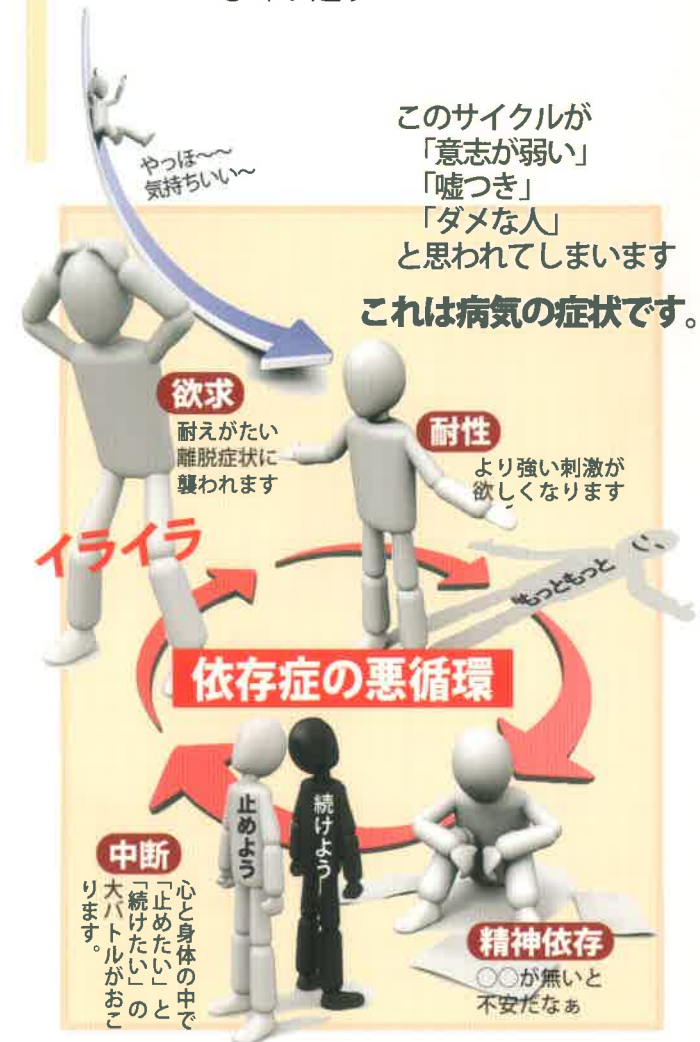 やっほ〜〜
気持ちいい〜
このサイクルが
「意志が弱い」
「嘘つき」
「ダメな人」
と思われてしまいます
これは病気の症状です。
欲求
耐えがたい
離脱症状に
襲われます
イライラ
耐性
より強い刺激が
欲しくなります
もっともっと
依存症の悪循環
精神依存
○○が無いと
不安だなぁ
止めよう
続けよう
中断
心と身体の中で
「止めたい」と
「続けたい」の
大バトルがおこ
ります。